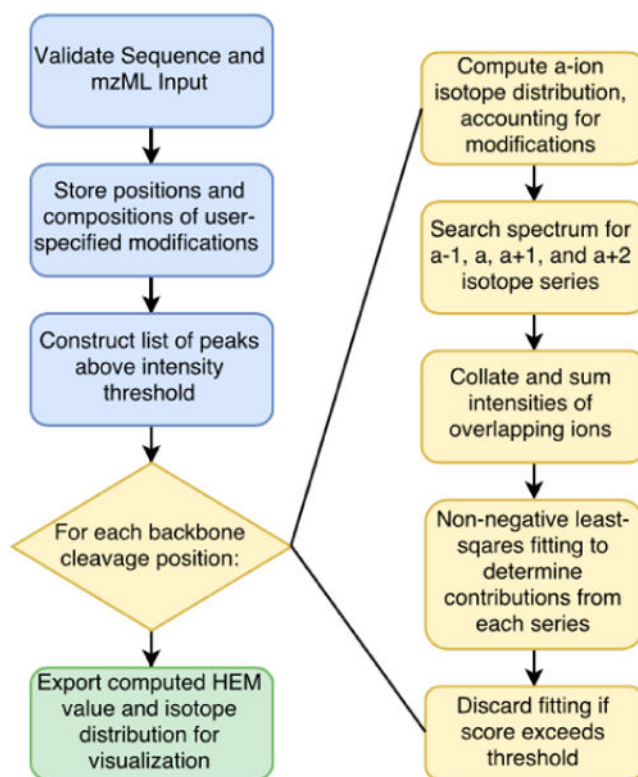 Validate Sequence and
mzML Input
Store positions and
compositions of user-
specified modifications
Construct list of peaks
above intensity
threshold
For each backbone
cleavage position:
Export computed HEM
value and isotope
distribution for
visualization
Compute a-ion
isotope distribution,
accounting for
modifications
Search spectrum for
a-1, a, a+1, and a+2
isotope series
Collate and sum
intensities of
overlapping ions
Non-negative least-
sqares fitting to
determine
contributions from
each series
Discard fitting if
score exceeds
threshold